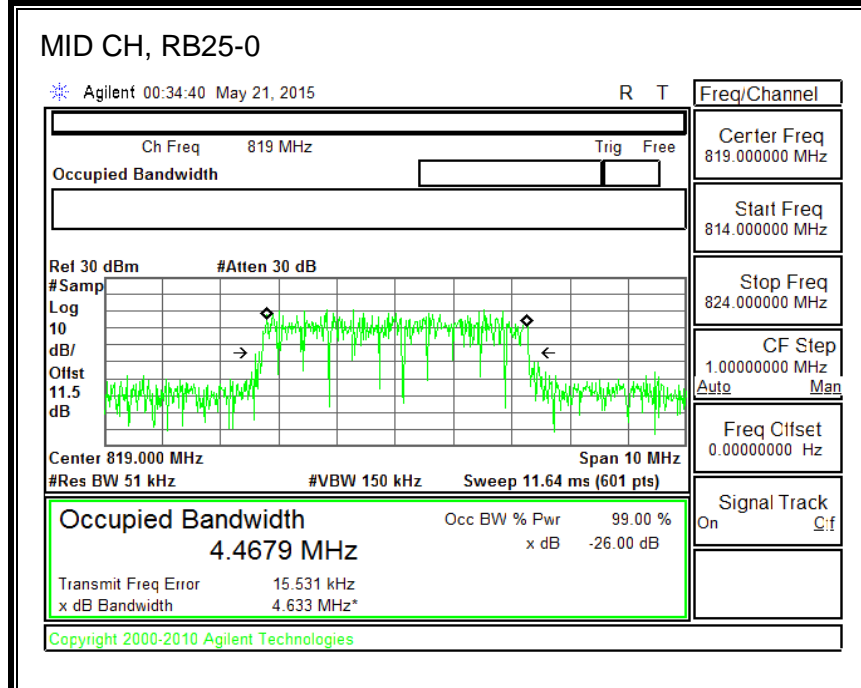 MID CH, RB25-0
Agilent 00:34:40 May 21, 2015 R T
Ch Freq 819 MHz Trig Free
Occupied Bandwidth
Ref 30 dBm #Atten 30 dB
#Samp
Log
10
dB/
Offst
11.5
dB
Center 819.000 MHz Span 10 MHz
#Res BW 51 kHz #VBW 150 kHz Sweep 11.64 ms (601 pts)
Occupied Bandwidth
4.4679 MHz
Occ BW % Pwr 99.00 %
x dB -26.00 dB
Transmit Freq Error 15.531 kHz
x dB Bandwidth 4.633 MHz*
Copyright 2000-2010 Agilent Technologies
Freq/Channel
Center Freq
819.000000 MHz
Start Freq
814.000000 MHz
Stop Freq
824.000000 MHz
CF Step
1.00000000 MHz
Auto Man
Freq Offset
0.00000000 Hz
Signal Track
On Off